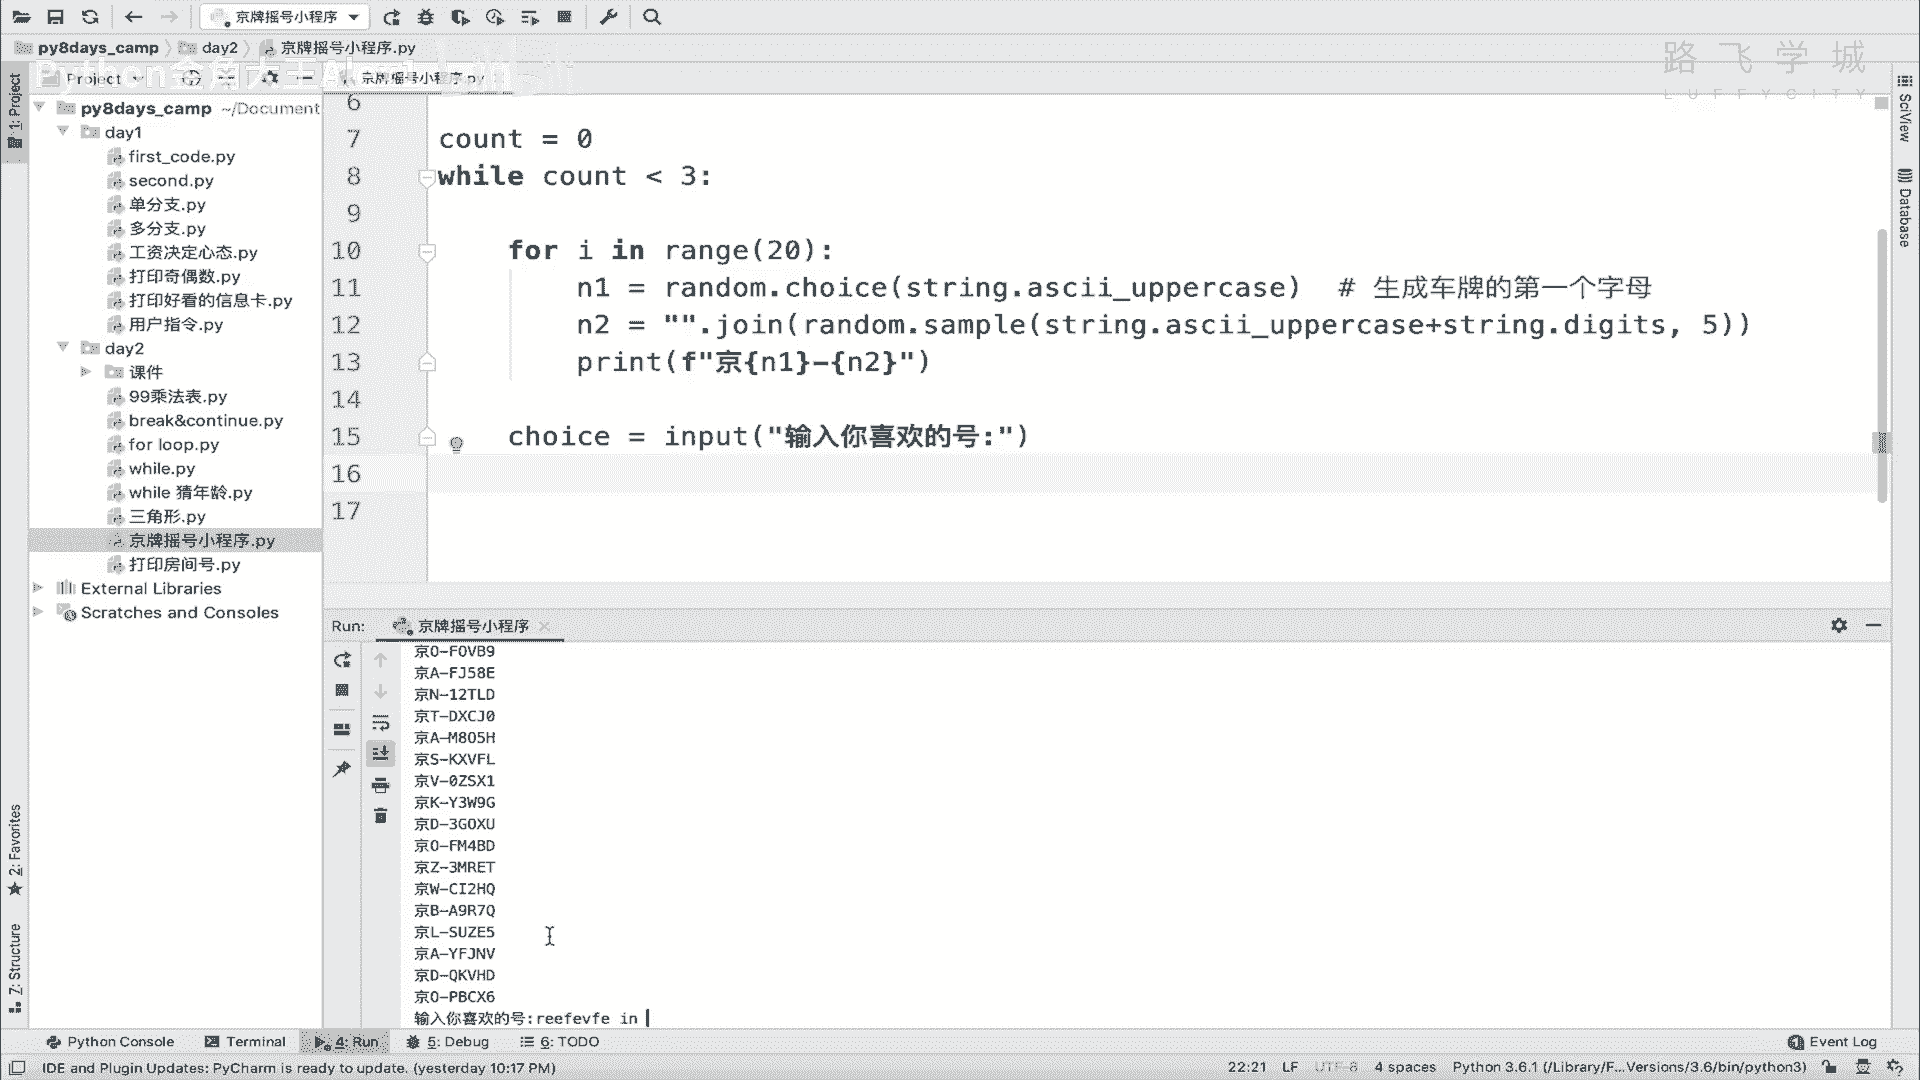 京牌摇号小程序
py8days_camp
day2
京牌摇号小程序.py
路飞学城
LUFFYCITY
Project
京牌摇号小程序.py
1: Project
py8days_camp ~/Document
day1
first_code.py
second.py
单分支.py
多分支.py
工资决定心态.py
打印奇偶数.py
打印好看的信息卡.py
用户指令.py
day2
课件
99乘法表.py
break&continue.py
for loop.py
while.py
while 猜年龄.py
三角形.py
京牌摇号小程序.py
打印房间号.py
External Libraries
Scratches and Consoles
6
7 count = 0
8 while count < 3:
9
10 for i in range(20):
11 n1 = random.choice(string.ascii_uppercase) # 生成车牌的第一个字母
12 n2 = "".join(random.sample(string.ascii_uppercase+string.digits, 5))
13 print(f"京{n1}-{n2}")
14
15 choice = input("输入你喜欢的号:")
16
17
SciView
Database
Run: 京牌摇号小程序
京O-FOVB9
京A-FJ58E
京N-12TLD
京T-DXCJ0
京A-M8O5H
京S-KXVFL
京V-0ZSX1
京K-Y3W9G
京D-3GOXU
京O-FM4BD
京Z-3MRET
京W-CI2HQ
京B-A9R7Q
京L-SUZE5
京A-YFJNV
京D-QKVHD
京O-PBCX6
输入你喜欢的号:reefevfe in
2: Favorites
7: Structure
Python Console
Terminal
4: Run
5: Debug
6: TODO
Event Log
IDE and Plugin Updates: PyCharm is ready to update. (yesterday 10:17 PM)
22:21 LF UTF-8 4 spaces Python 3.6.1 (/Library/F...Versions/3.6/bin/python3)